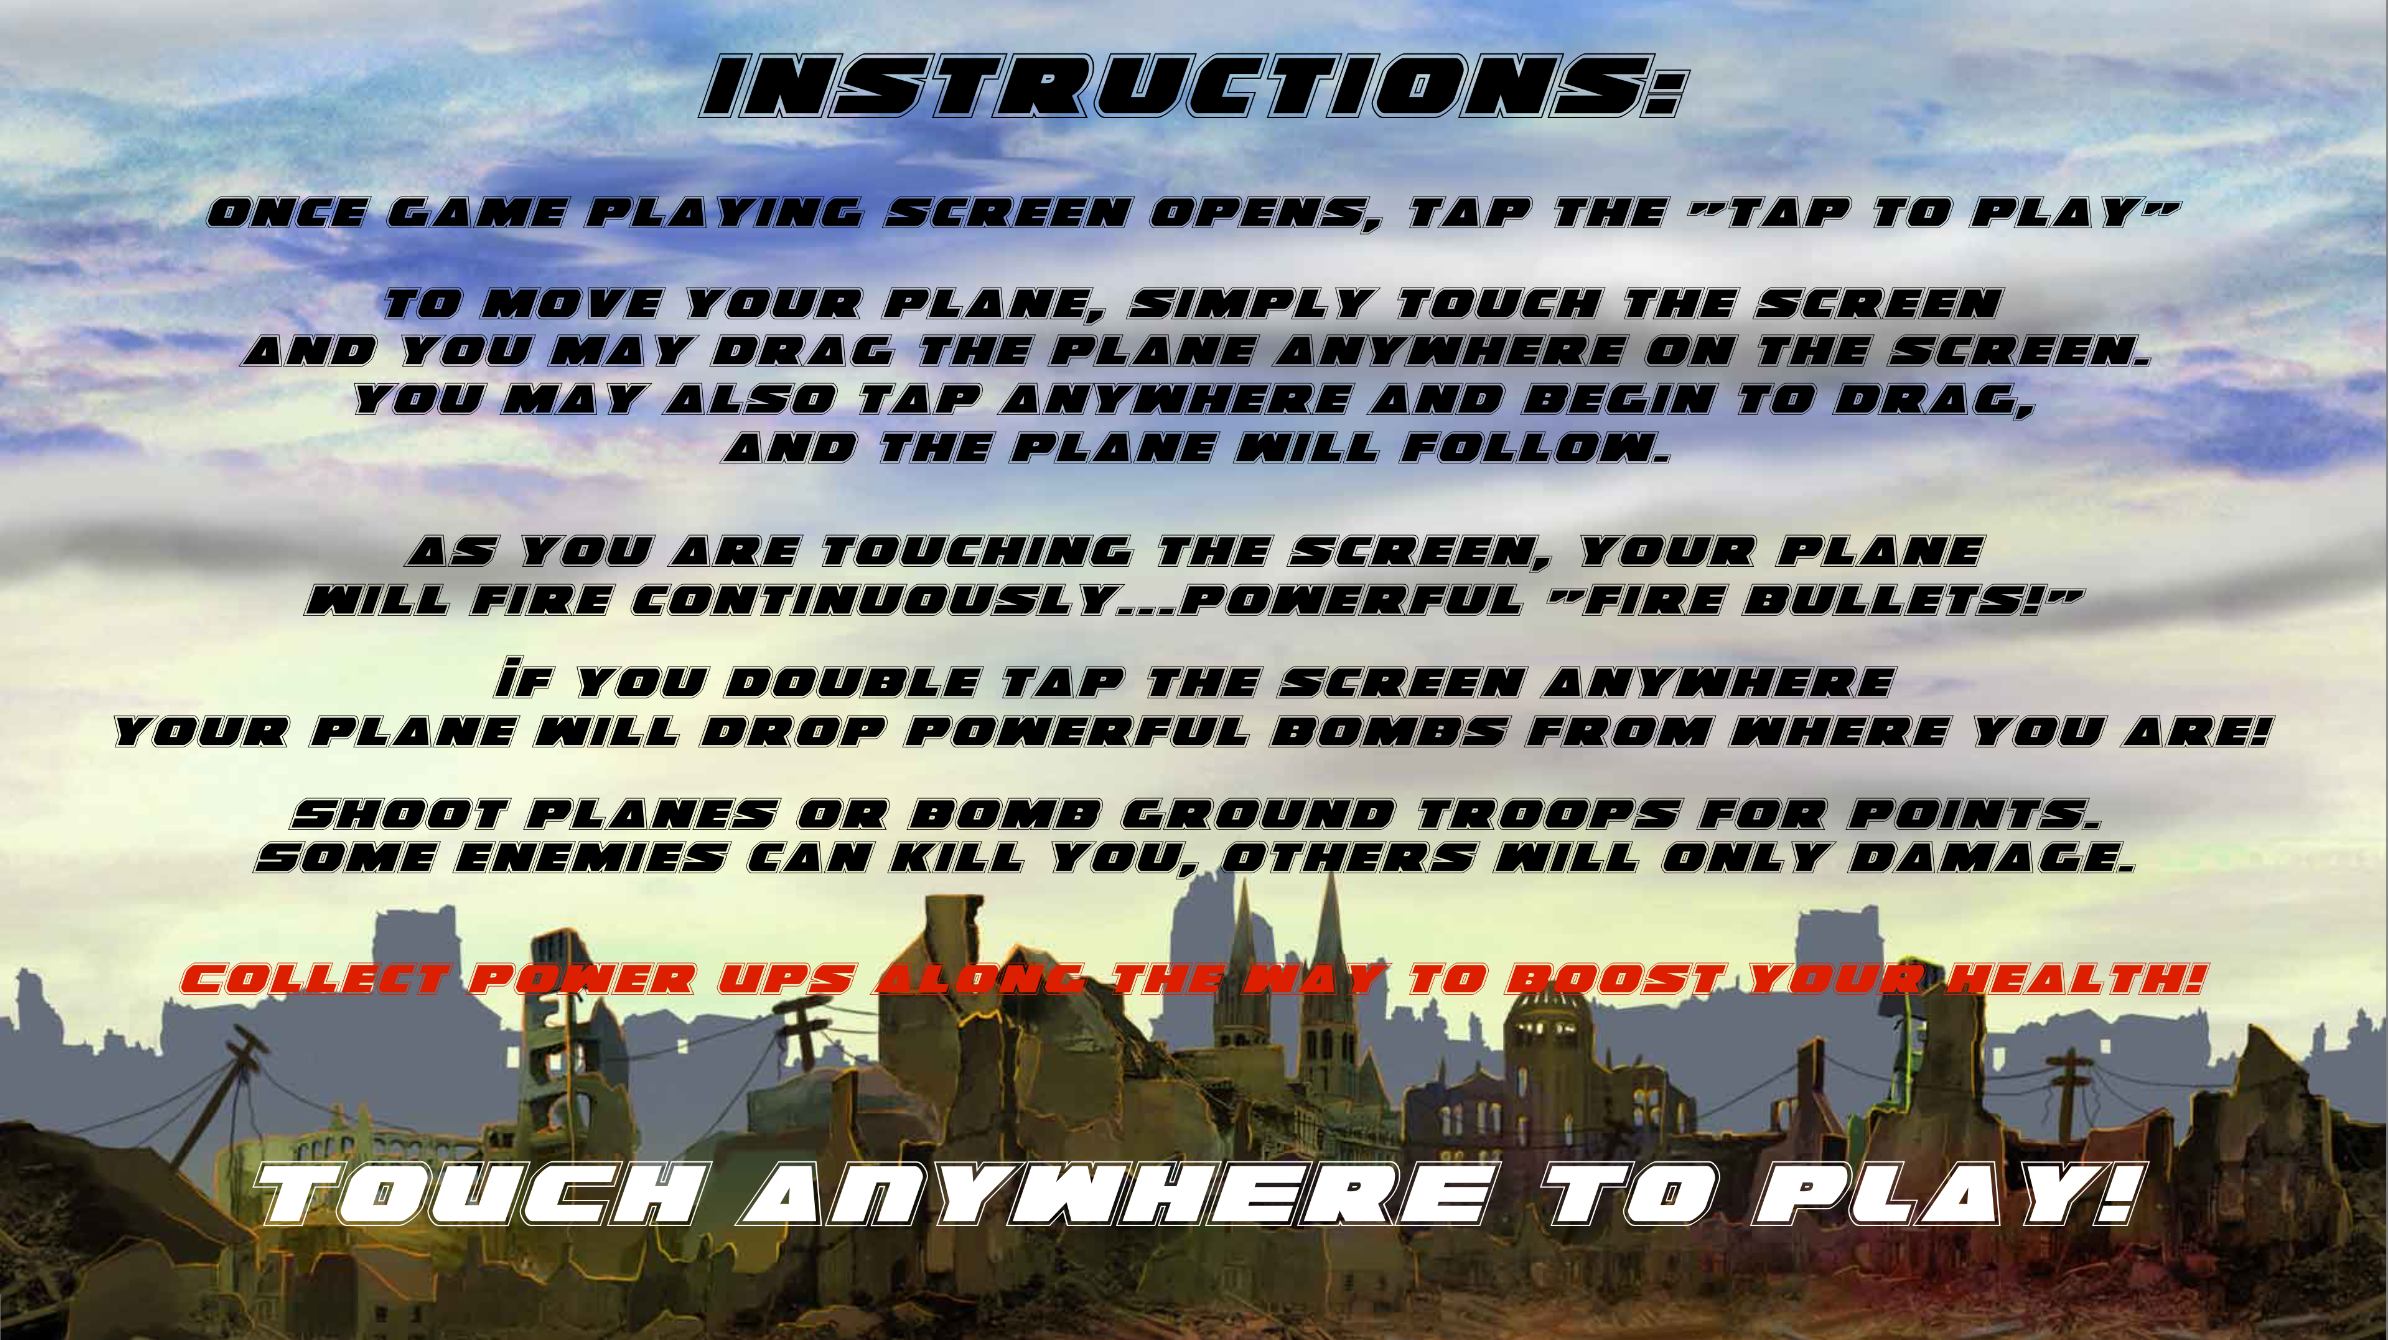 INSTRUCTIONS:
ONCE GAME PLAYING SCREEN OPENS, TAP THE "TAP TO PLAY"
TO MOVE YOUR PLANE, SIMPLY TOUCH THE SCREEN
AND YOU MAY DRAG THE PLANE ANYWHERE ON THE SCREEN.
YOU MAY ALSO TAP ANYWHERE AND BEGIN TO DRAG,
AND THE PLANE WILL FOLLOW.
AS YOU ARE TOUCHING THE SCREEN, YOUR PLANE
WILL FIRE CONTINUOUSLY...POWERFUL "FIRE BULLETS!"
IF YOU DOUBLE TAP THE SCREEN ANYWHERE
YOUR PLANE WILL DROP POWERFUL BOMBS FROM WHERE YOU ARE!
SHOOT PLANES OR BOMB GROUND TROOPS FOR POINTS.
SOME ENEMIES CAN KILL YOU, OTHERS WILL ONLY DAMAGE.
COLLECT POWER UPS ALONG THE WAY TO BOOST YOUR HEALTH!
TOUCH ANYWHERE TO PLAY!